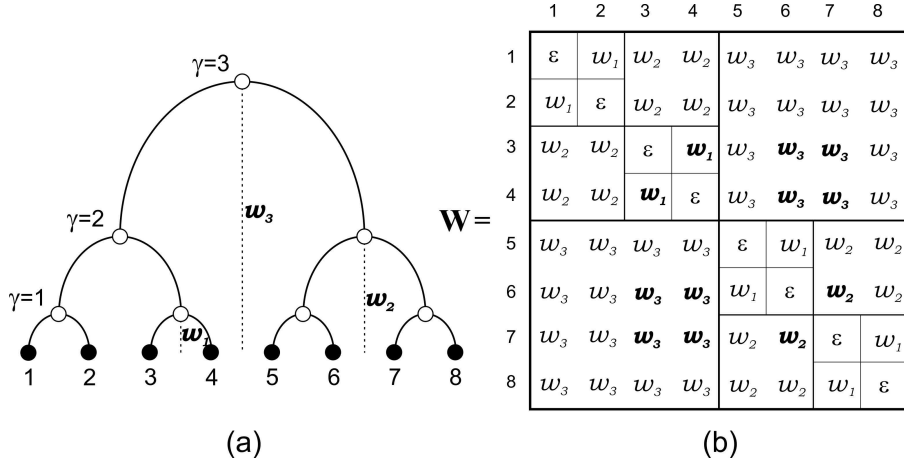 γ=3
w₃
γ=2
w₂
γ=1
w₁
1 2 3 4 5 6 7 8
(a)
1 2 3 4 5 6 7 8
W=
1 ε w₁ w₂ w₂ w₃ w₃ w₃ w₃
2 w₁ ε w₂ w₂ w₃ w₃ w₃ w₃
3 w₂ w₂ ε w₁ w₃ w₃ w₃ w₃
4 w₂ w₂ w₁ ε w₃ w₃ w₃ w₃
5 w₃ w₃ w₃ w₃ ε w₁ w₂ w₂
6 w₃ w₃ w₃ w₃ w₁ ε w₂ w₂
7 w₃ w₃ w₃ w₃ w₂ w₂ ε w₁
8 w₃ w₃ w₃ w₃ w₂ w₂ w₁ ε
(b)